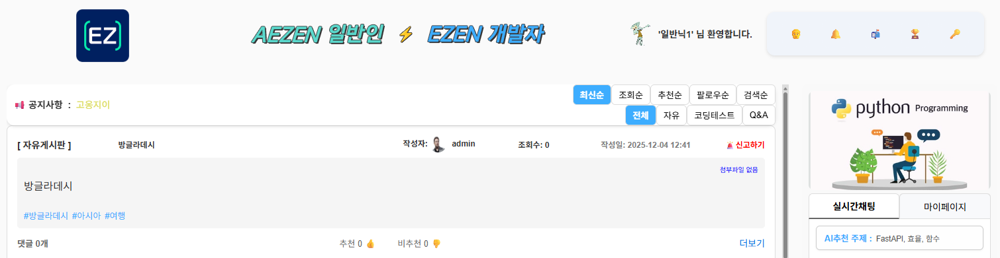 EZ
AEZEN 일반인 ⚡ EZEN 개발자
'일반닉1' 님 환영합니다.
공지사항 : 고옹지이
최신순 조회순 추천순 팔로우순 검색순
전체 자유 코딩테스트 Q&A
[ 자유게시판 ] 방글라데시 작성자: admin 조회수: 0 작성일: 2025-12-04 12:41 신고하기
첨부파일 없음
방글라데시
#방글라데시 #아시아 #여행
댓글 0개 추천 0 👍 비추천 0 👎 더보기
python Programming
실시간채팅 마이페이지
AI추천 주제 : FastAPI, 효율, 함수